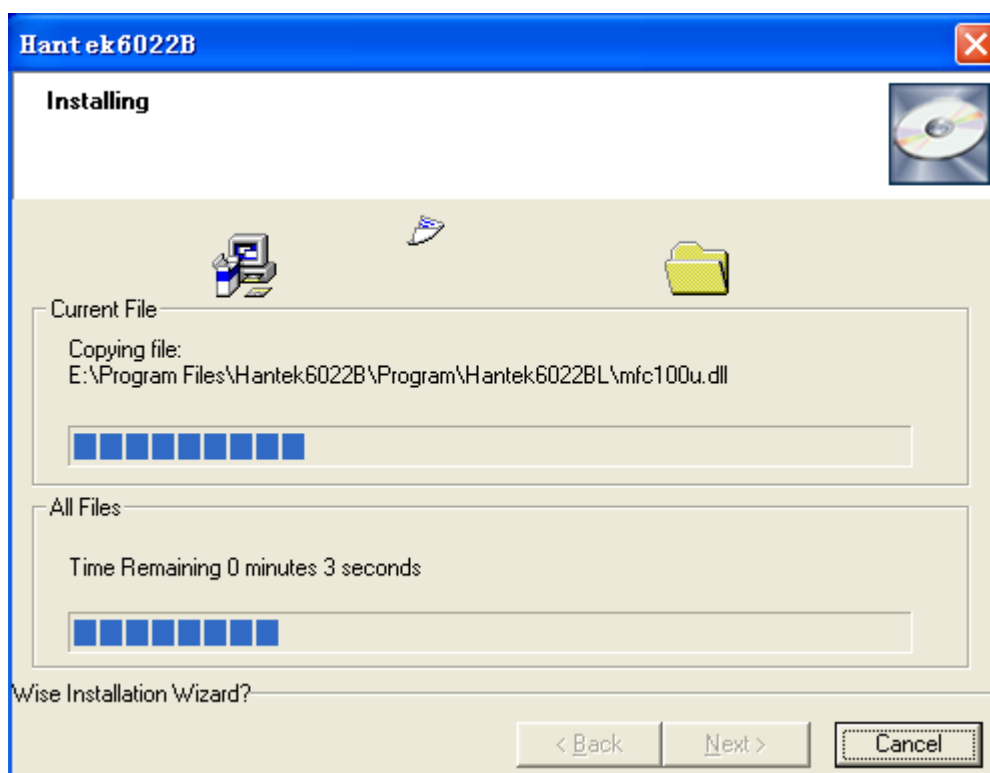 Hantek6022B
Installing
Current File
Copying file:
E:\Program Files\Hantek6022B\Program\Hantek6022BL\mfc100u.dll
All Files
Time Remaining 0 minutes 3 seconds
Wise Installation Wizard?
< Back Next > Cancel